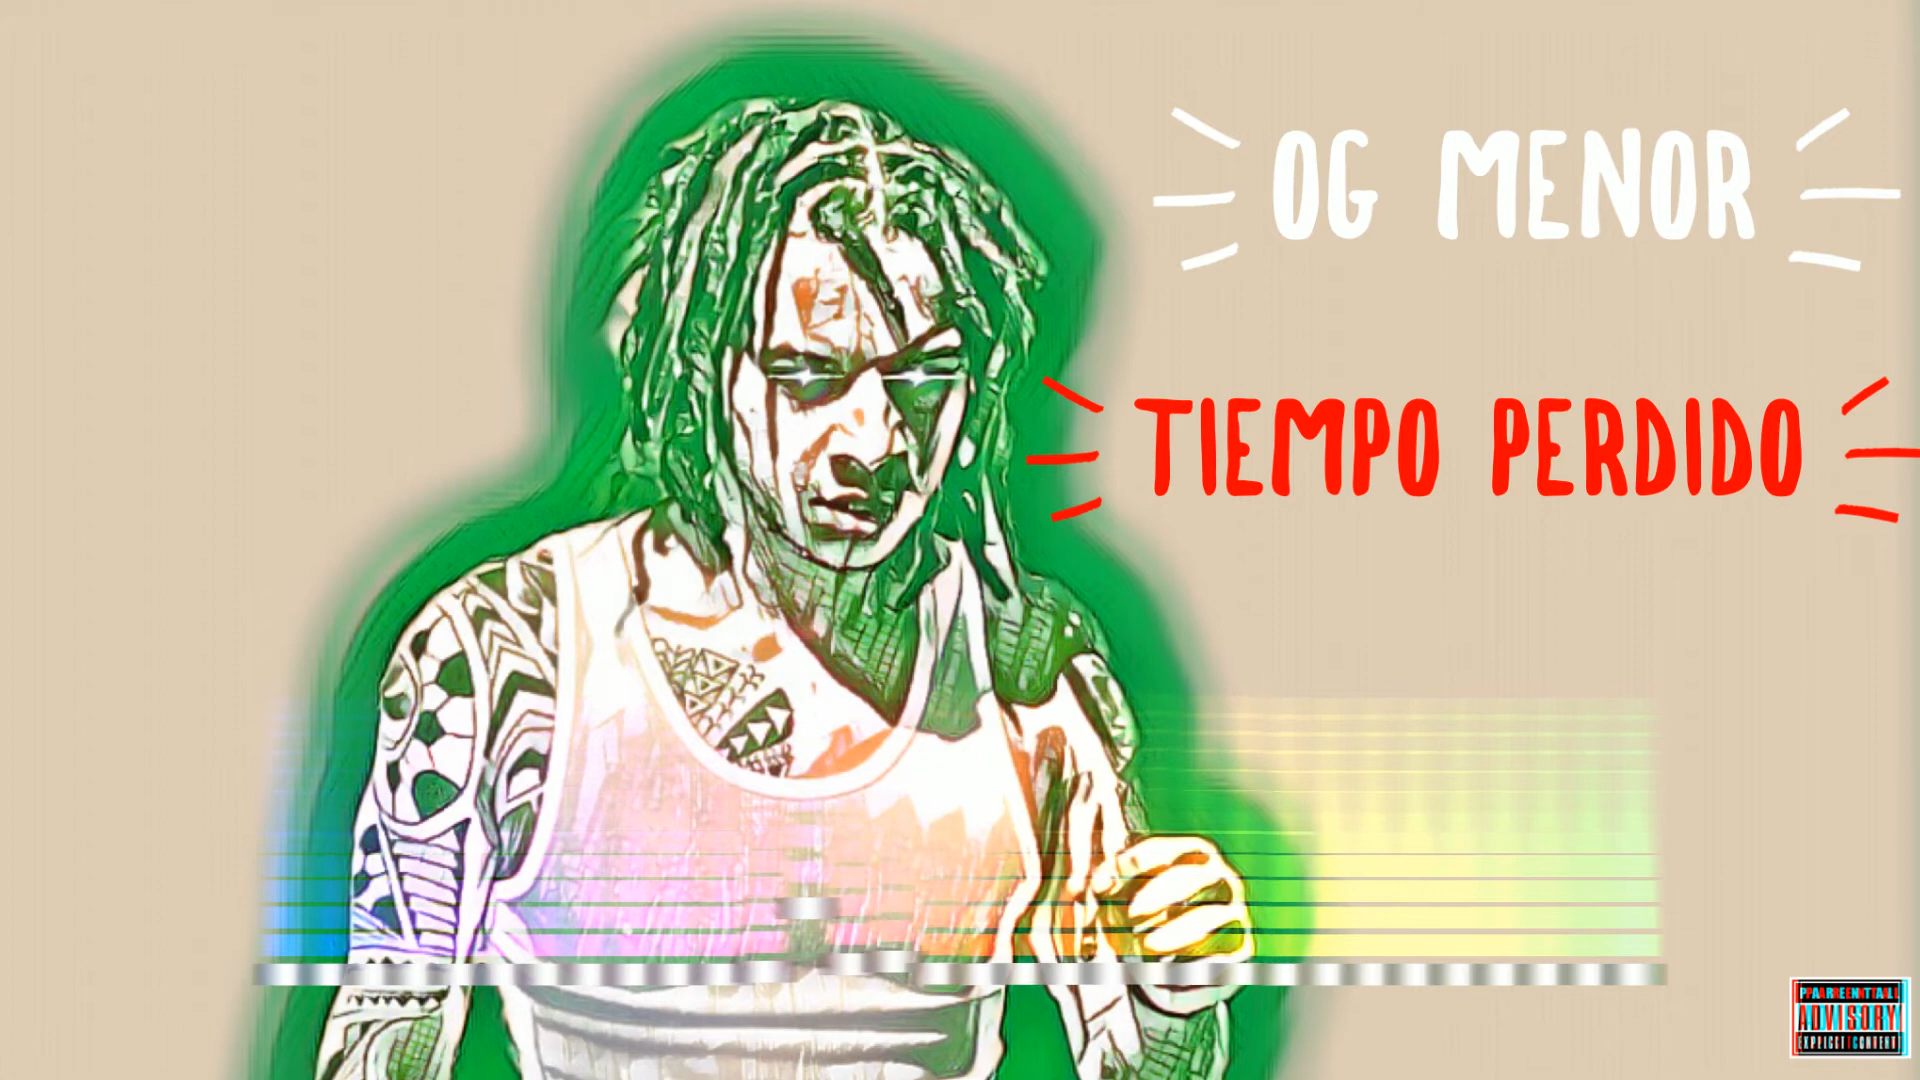 OG MENOR
TIEMPO PERDIDO
PARENTAL
ADVISORY
EXPLICIT CONTENT